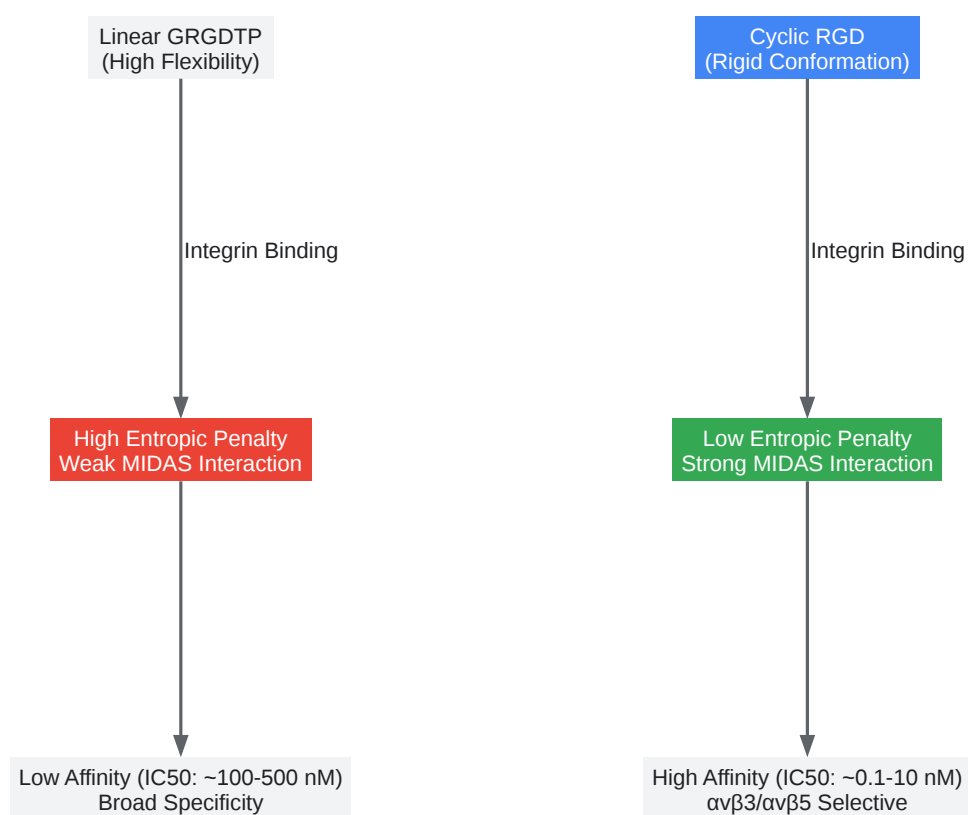 Linear GRGDTP
(High Flexibility)
Cyclic RGD
(Rigid Conformation)
Integrin Binding
Integrin Binding
High Entropic Penalty
Weak MIDAS Interaction
Low Entropic Penalty
Strong MIDAS Interaction
Low Affinity (IC50: ~100-500 nM)
Broad Specificity
High Affinity (IC50: ~0.1-10 nM)
αvβ3/αvβ5 Selective